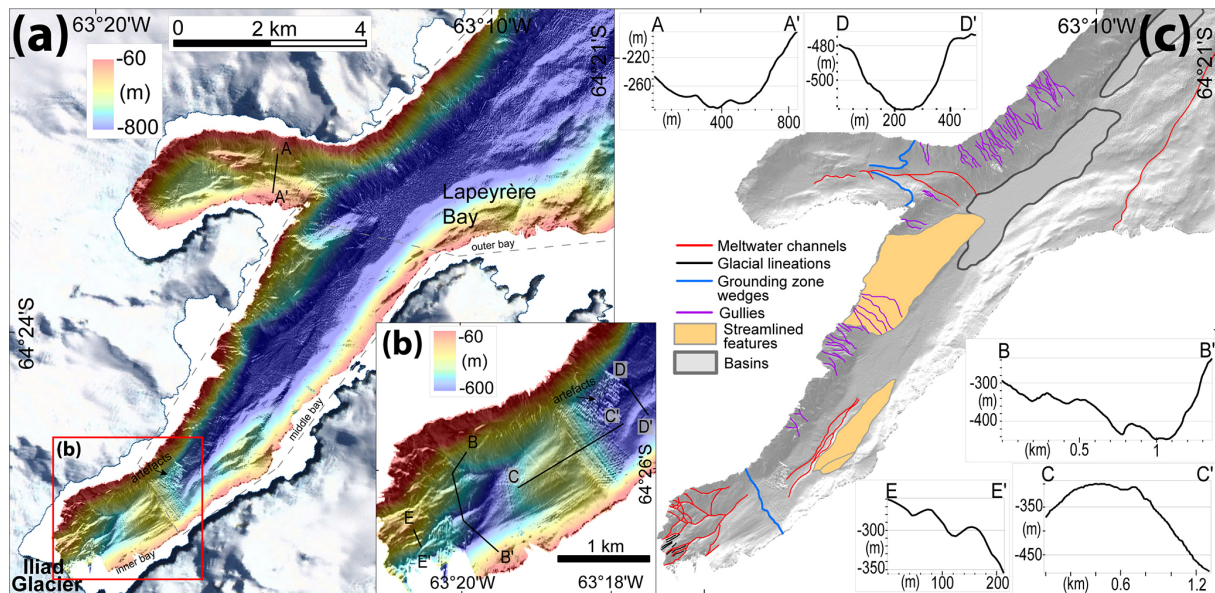 (a)
63°20'W
0 2 km 4
63°10'W
64°21'S
-60
(m)
-800
A
A'
Lapeyrère
Bay
outer bay
middle bay
inner bay
64°24'S
(b)
artefacts
Iliad
Glacier
(b)
-60
(m)
-600
artefacts
D
D'
C'
C
B
B'
E
E'
64°26'S
1 km
63°20'W
63°18'W
(c)
63°10'W
64°21'S
A A'
(m)
-220
-260
(m) 400 800
D D'
-480
(m)
-500
(m) 200 400
Meltwater channels
Glacial lineations
Grounding zone
wedges
Gullies
Streamlined
features
Basins
B B'
-300
(m)
-400
(km) 0.5 1
E E'
-300
(m)
-350
(m) 100 200
C C'
-350
(m)
-450
(km) 0.6 1.2